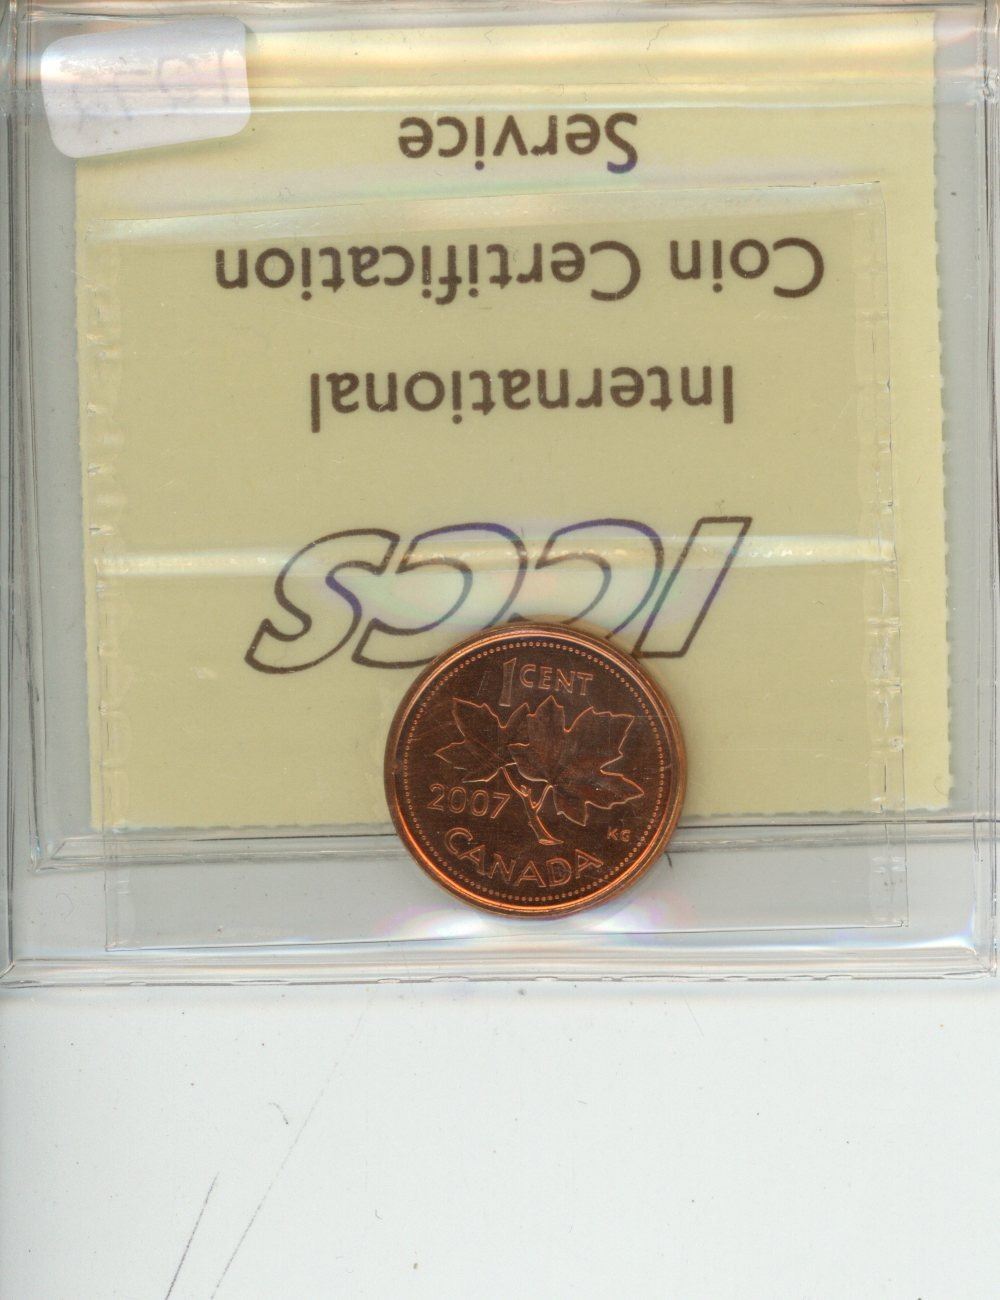 ICCS
International
Coin Certification
Service
1 CENT
2007
KG
CANADA